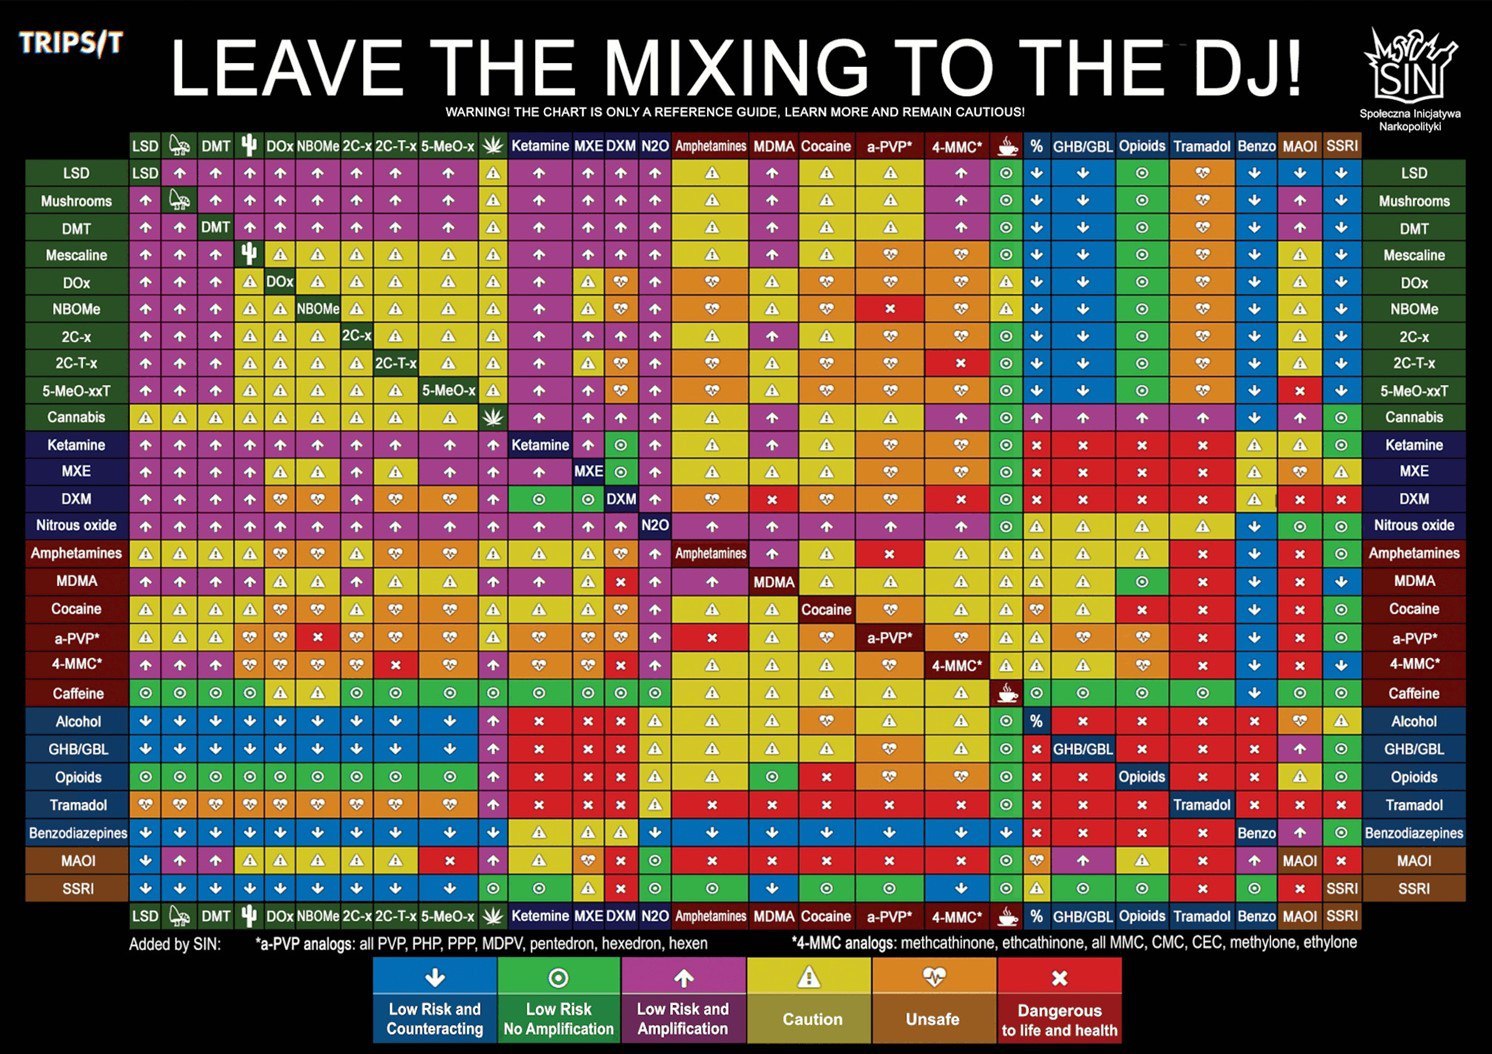 TRIPS/T
LEAVE THE MIXING TO THE DJ!
WARNING! THE CHART IS ONLY A REFERENCE GUIDE, LEARN MORE AND REMAIN CAUTIOUS!
SIN
Społeczna Inicjatywa
Narkopolityki
LSD DMT DOx NBOMe 2C-x 2C-T-x 5-MeO-x Ketamine MXE DXM N2O Amphetamines MDMA Cocaine a-PVP* 4-MMC* % GHB/GBL Opioids Tramadol Benzo MAOI SSRI
LSD LSD LSD
Mushrooms Mushrooms
DMT DMT DMT
Mescaline Mescaline
DOx DOx DOx
NBOMe NBOMe NBOMe
2C-x 2C-x 2C-x
2C-T-x 2C-T-x 2C-T-x
5-MeO-xxT 5-MeO-x 5-MeO-xxT
Cannabis Cannabis
Ketamine Ketamine Ketamine
MXE MXE MXE
DXM DXM DXM
Nitrous oxide N2O Nitrous oxide
Amphetamines Amphetamines Amphetamines
MDMA MDMA MDMA
Cocaine Cocaine Cocaine
a-PVP* a-PVP* a-PVP*
4-MMC* 4-MMC* 4-MMC*
Caffeine Caffeine
Alcohol % Alcohol
GHB/GBL GHB/GBL GHB/GBL
Opioids Opioids Opioids
Tramadol Tramadol Tramadol
Benzodiazepines Benzo Benzodiazepines
MAOI MAOI MAOI
SSRI SSRI SSRI
LSD DMT DOx NBOMe 2C-x 2C-T-x 5-MeO-x Ketemine MXE DXM N2O Amphetamines MDMA Cocaine a-PVP* 4-MMC* % GHB/GBL Opioids Tramadol Benzo MAOI SSRI
Added by SIN: *a-PVP analogs: all PVP, PHP, PPP, MDPV, pentedron, hexedron, hexen *4-MMC analogs: methcathinone, ethcathinone, all MMC, CMC, CEC, methylone, ethylone
Low Risk and
Counteracting
Low Risk
No Amplification
Low Risk and
Amplification
Caution
Unsafe
Dangerous
to life and health